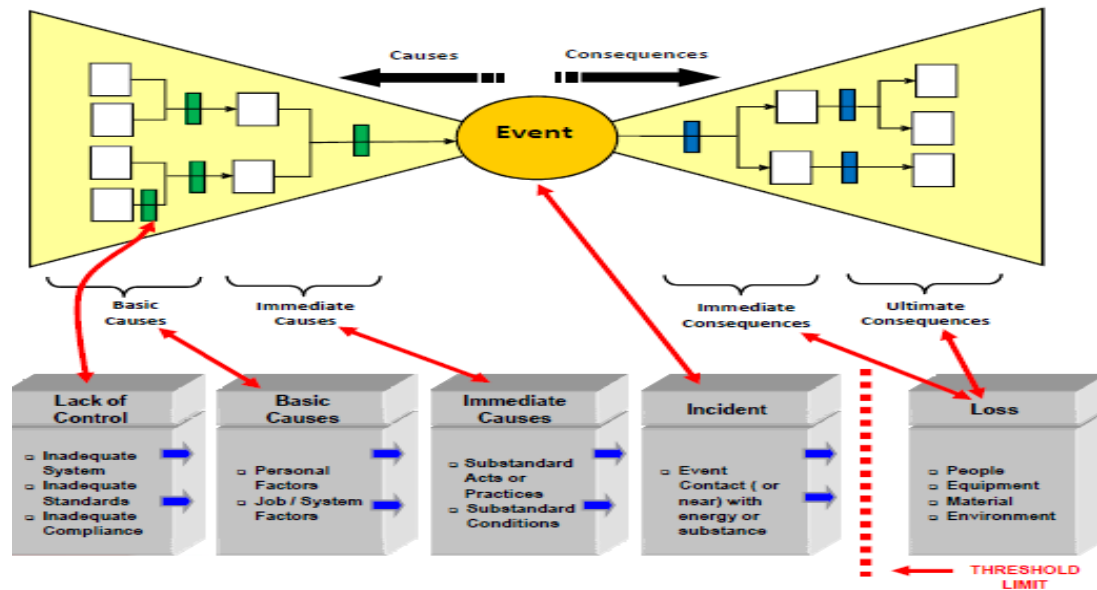 Causes
Consequences
Event
Basic
Causes
Immediate
Causes
Immediate
Consequences
Ultimate
Consequences
Lack of
Control
Inadequate
System
Inadequate
Standards
Inadequate
Compliance
Basic
Causes
Personal
Factors
Job / System
Factors
Immediate
Causes
Substandard
Acts or
Practices
Substandard
Conditions
Incident
Event
Contact ( or
near) with
energy or
substance
Loss
People
Equipment
Material
Environment
THRESHOLD
LIMIT